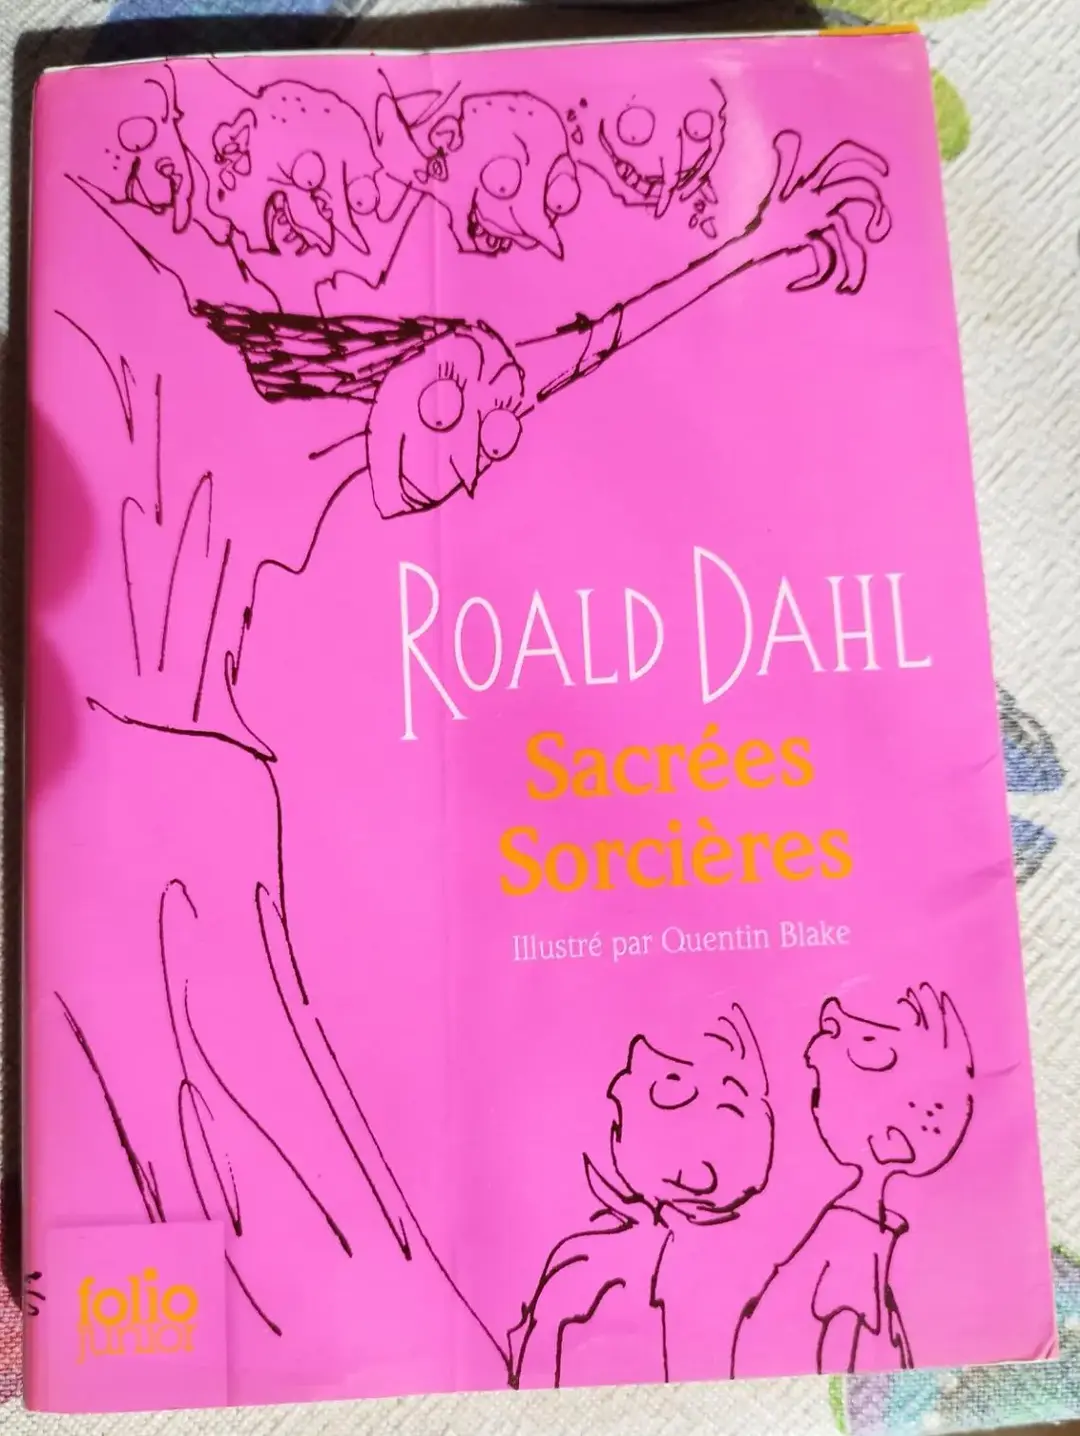 ROALD DAHL
Sacrées
Sorcières
Illustré par Quentin Blake
folio
JUNIOR